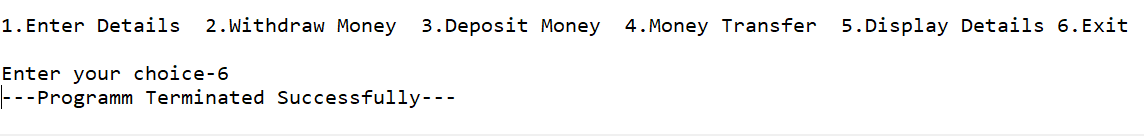 1.Enter Details  2.Withdraw Money  3.Deposit Money  4.Money Transfer  5.Display Details 6.Exit
Enter your choice-6
---Programm Terminated Successfully---